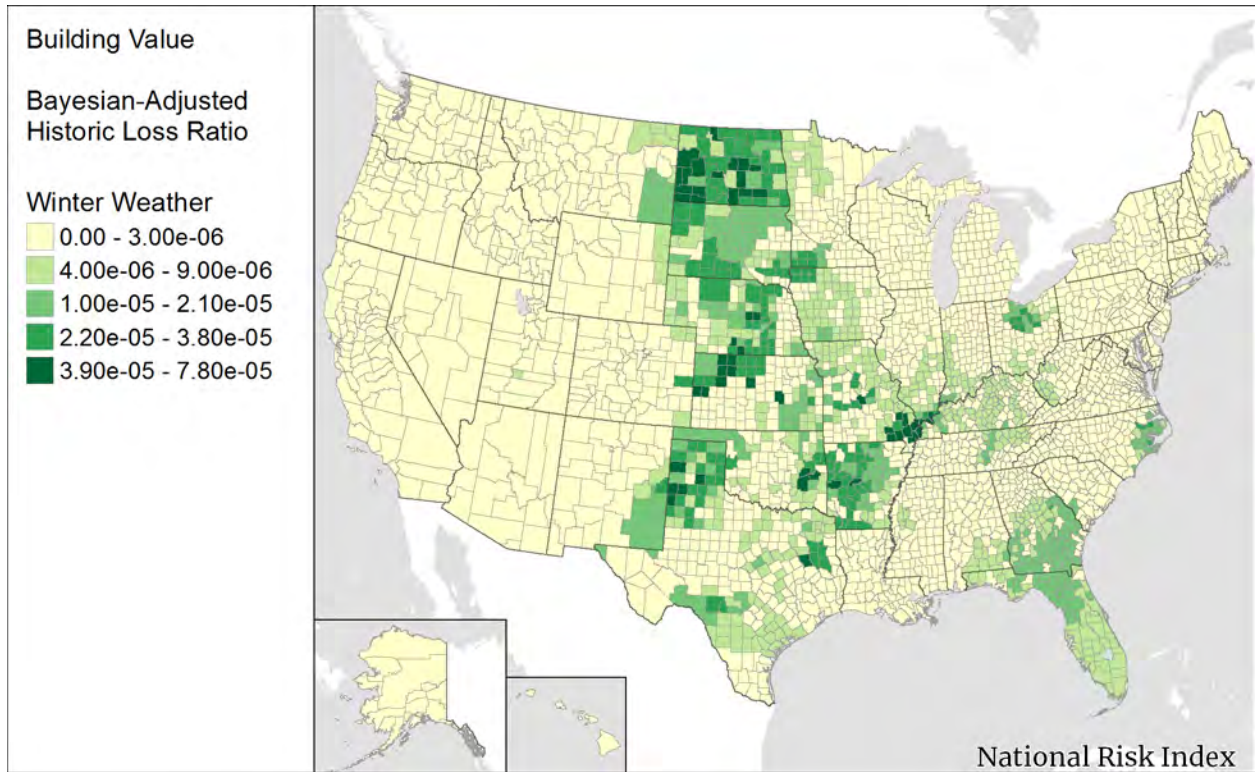 Building Value
Bayesian-Adjusted
Historic Loss Ratio
Winter Weather
0.00 - 3.00e-06
4.00e-06 - 9.00e-06
1.00e-05 - 2.10e-05
2.20e-05 - 3.80e-05
3.90e-05 - 7.80e-05
National Risk Index